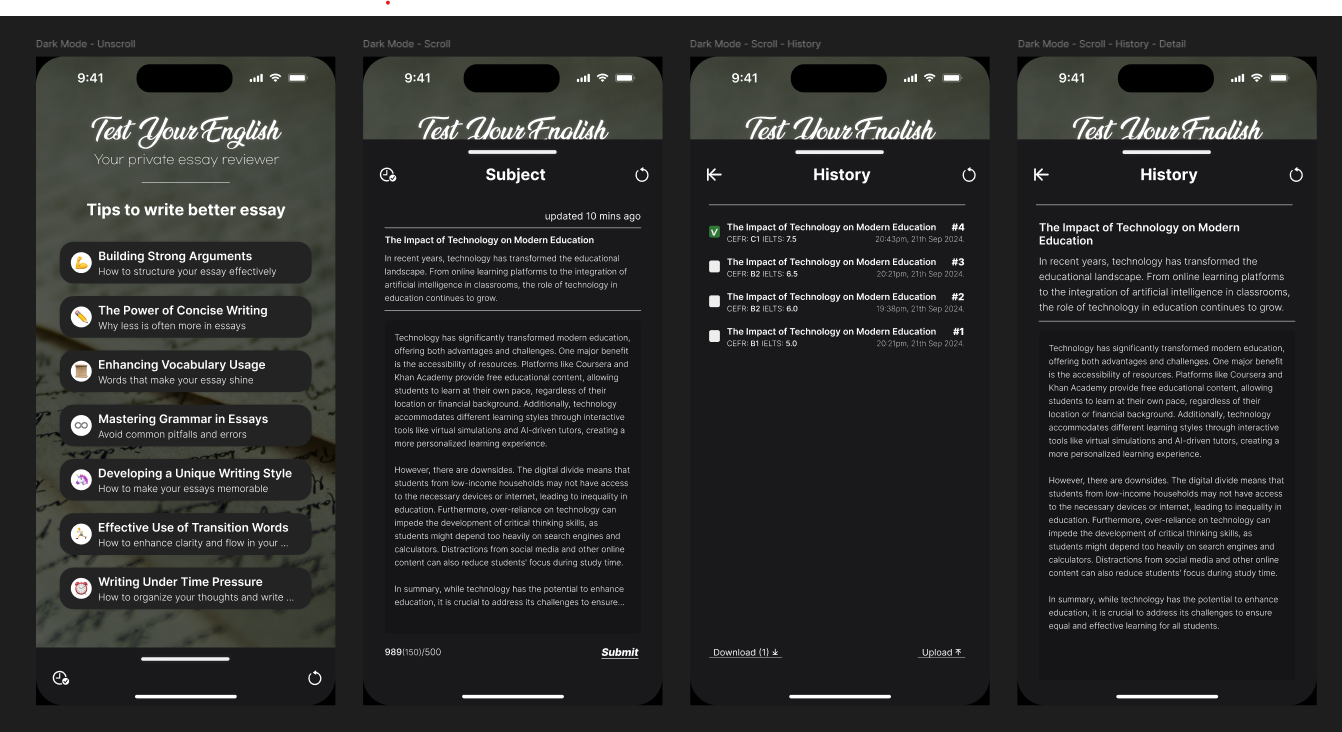 Dark Mode - Unscroll
9:41
Test Your English
Your private essay reviewer
Tips to write better essay
Building Strong Arguments
How to structure your essay effectively
The Power of Concise Writing
Why less is often more in essays
Enhancing Vocabulary Usage
Words that make your essay shine
Mastering Grammar in Essays
Avoid common pitfalls and errors
Developing a Unique Writing Style
How to make your essays memorable
Effective Use of Transition Words
How to enhance clarity and flow in your ...
Writing Under Time Pressure
How to organize your thoughts and write ...
Dark Mode - Scroll
9:41
Test Your English
Subject
updated 10 mins ago
The Impact of Technology on Modern Education
In recent years, technology has transformed the educational
landscape. From online learning platforms to the integration of
artificial intelligence in classrooms, the role of technology in
education continues to grow.
Technology has significantly transformed modern education,
offering both advantages and challenges. One major benefit
is the accessibility of resources. Platforms like Coursera and
Khan Academy provide free educational content, allowing
students to learn at their own pace, regardless of their
location or financial background. Additionally, technology
accommodates different learning styles through interactive
tools like virtual simulations and AI-driven tutors, creating a
more personalized learning experience.
However, there are downsides. The digital divide means that
students from low-income households may not have access
to the necessary devices or internet, leading to inequality in
education. Furthermore, over-reliance on technology can
impede the development of critical thinking skills, as
students might depend too heavily on search engines and
calculators. Distractions from social media and other online
content can also reduce students' focus during study time.
In summary, while technology has the potential to enhance
education, it is crucial to address its challenges to ensure...
989(150)/500
Submit
Dark Mode - Scroll - History
9:41
Test Your English
History
The Impact of Technology on Modern Education #4
CEFR: C1 IELTS: 7.5 20:43pm, 21th Sep 2024.
The Impact of Technology on Modern Education #3
CEFR: B2 IELTS: 6.5 20:21pm, 21th Sep 2024.
The Impact of Technology on Modern Education #2
CEFR: B2 IELTS: 6.0 19:38pm, 21th Sep 2024.
The Impact of Technology on Modern Education #1
CEFR: B1 IELTS: 5.0 20:21pm, 21th Sep 2024.
Download (1)
Upload
Dark Mode - Scroll - History - Detail
9:41
Test Your English
History
The Impact of Technology on Modern
Education
In recent years, technology has transformed the
educational landscape. From online learning platforms
to the integration of artificial intelligence in classrooms,
the role of technology in education continues to grow.
Technology has significantly transformed modern education,
offering both advantages and challenges. One major benefit
is the accessibility of resources. Platforms like Coursera and
Khan Academy provide free educational content, allowing
students to learn at their own pace, regardless of their
location or financial background. Additionally, technology
accommodates different learning styles through interactive
tools like virtual simulations and AI-driven tutors, creating a
more personalized learning experience.
However, there are downsides. The digital divide means that
students from low-income households may not have access
to the necessary devices or internet, leading to inequality in
education. Furthermore, over-reliance on technology can
impede the development of critical thinking skills, as
students might depend too heavily on search engines and
calculators. Distractions from social media and other online
content can also reduce students' focus during study time.
In summary, while technology has the potential to enhance
education, it is crucial to address its challenges to ensure
equal and effective learning for all students.